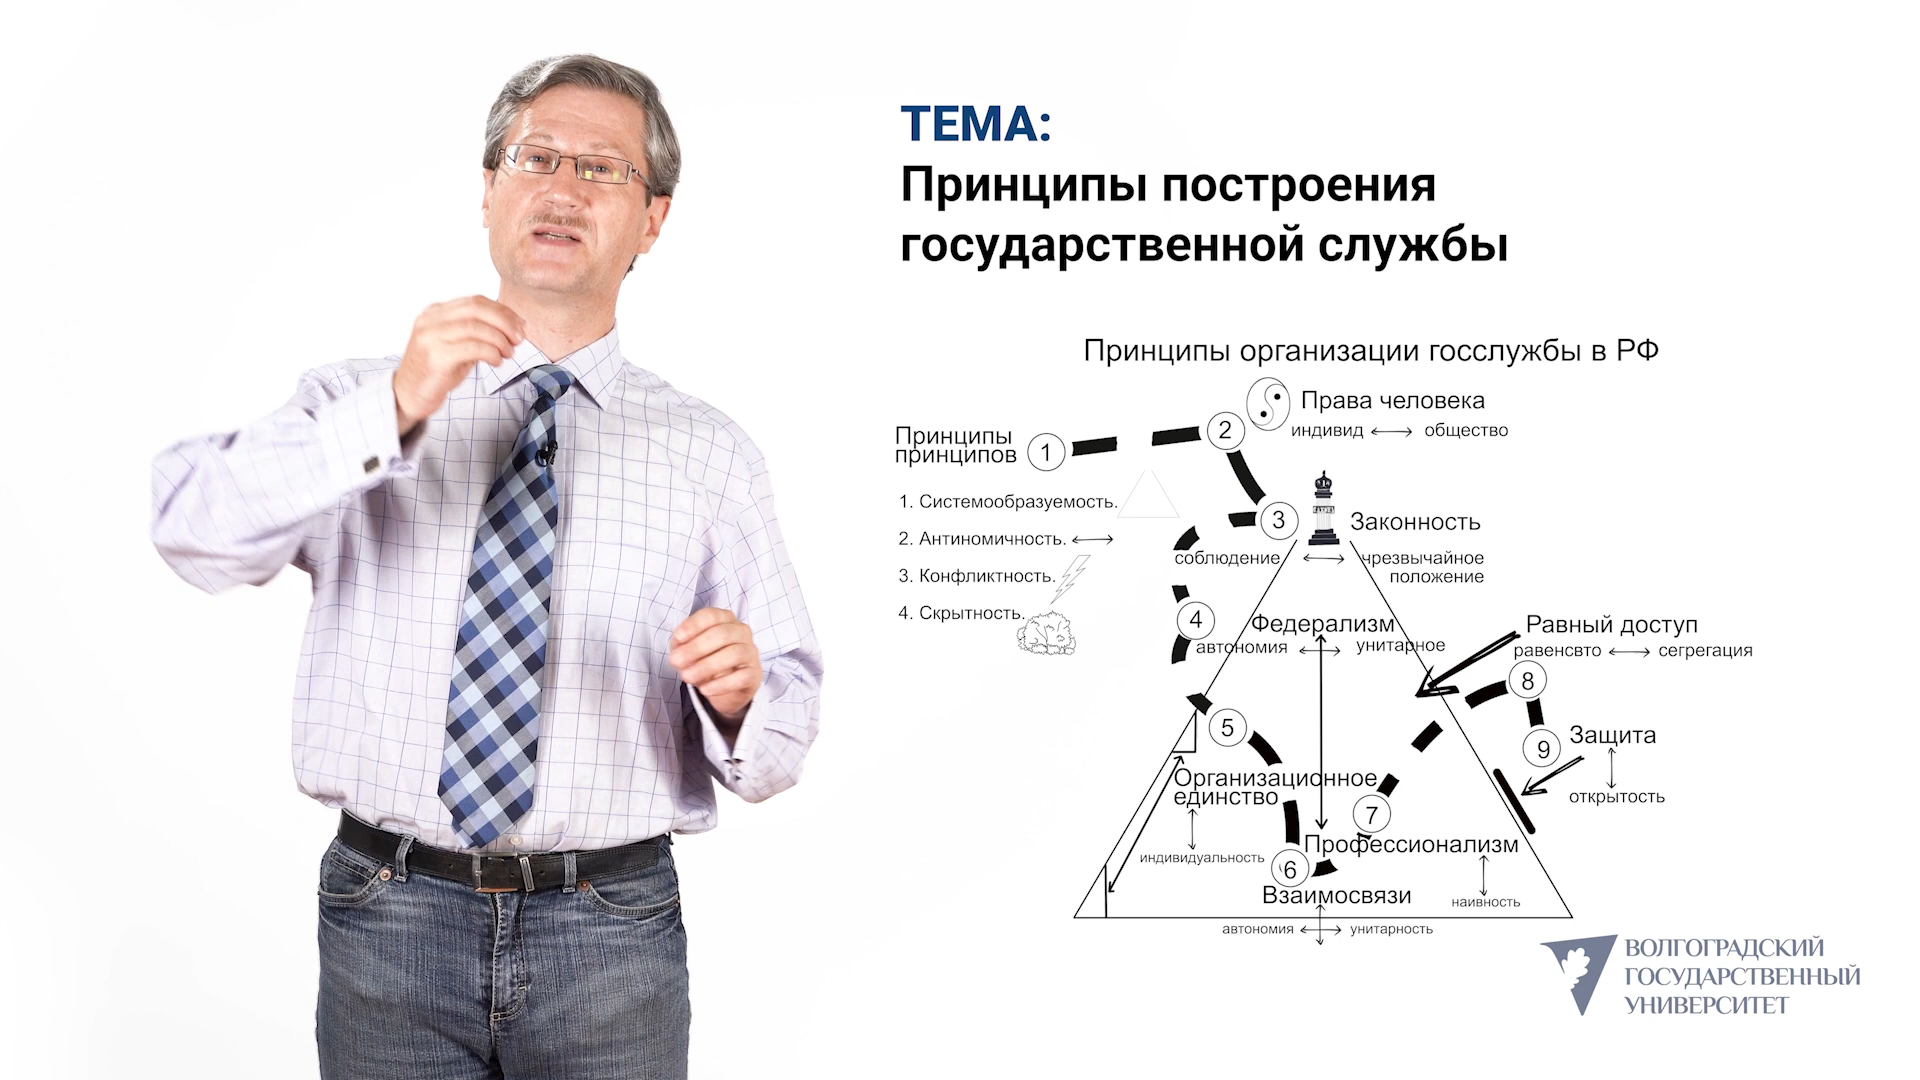 ТЕМА:
Принципы построения
государственной службы
Принципы организации госслужбы в РФ
Права человека
индивид
общество
Принципы
принципов
1
2
1. Системообразуемость.
2. Антиномичность.
3. Конфликтность.
4. Скрытность.
3
Законность
соблюдение
чрезвычайное
положение
4
Федерализм
автономия
унитарное
Равный доступ
равенсвто
сегрегация
8
5
9
Защита
открытость
Организационное
единство
индивидуальность
7
Профессионализм
наивность
6
Взаимосвязи
автономия
унитарность
ВОЛГОГРАДСКИЙ
ГОСУДАРСТВЕННЫЙ
УНИВЕРСИТЕТ